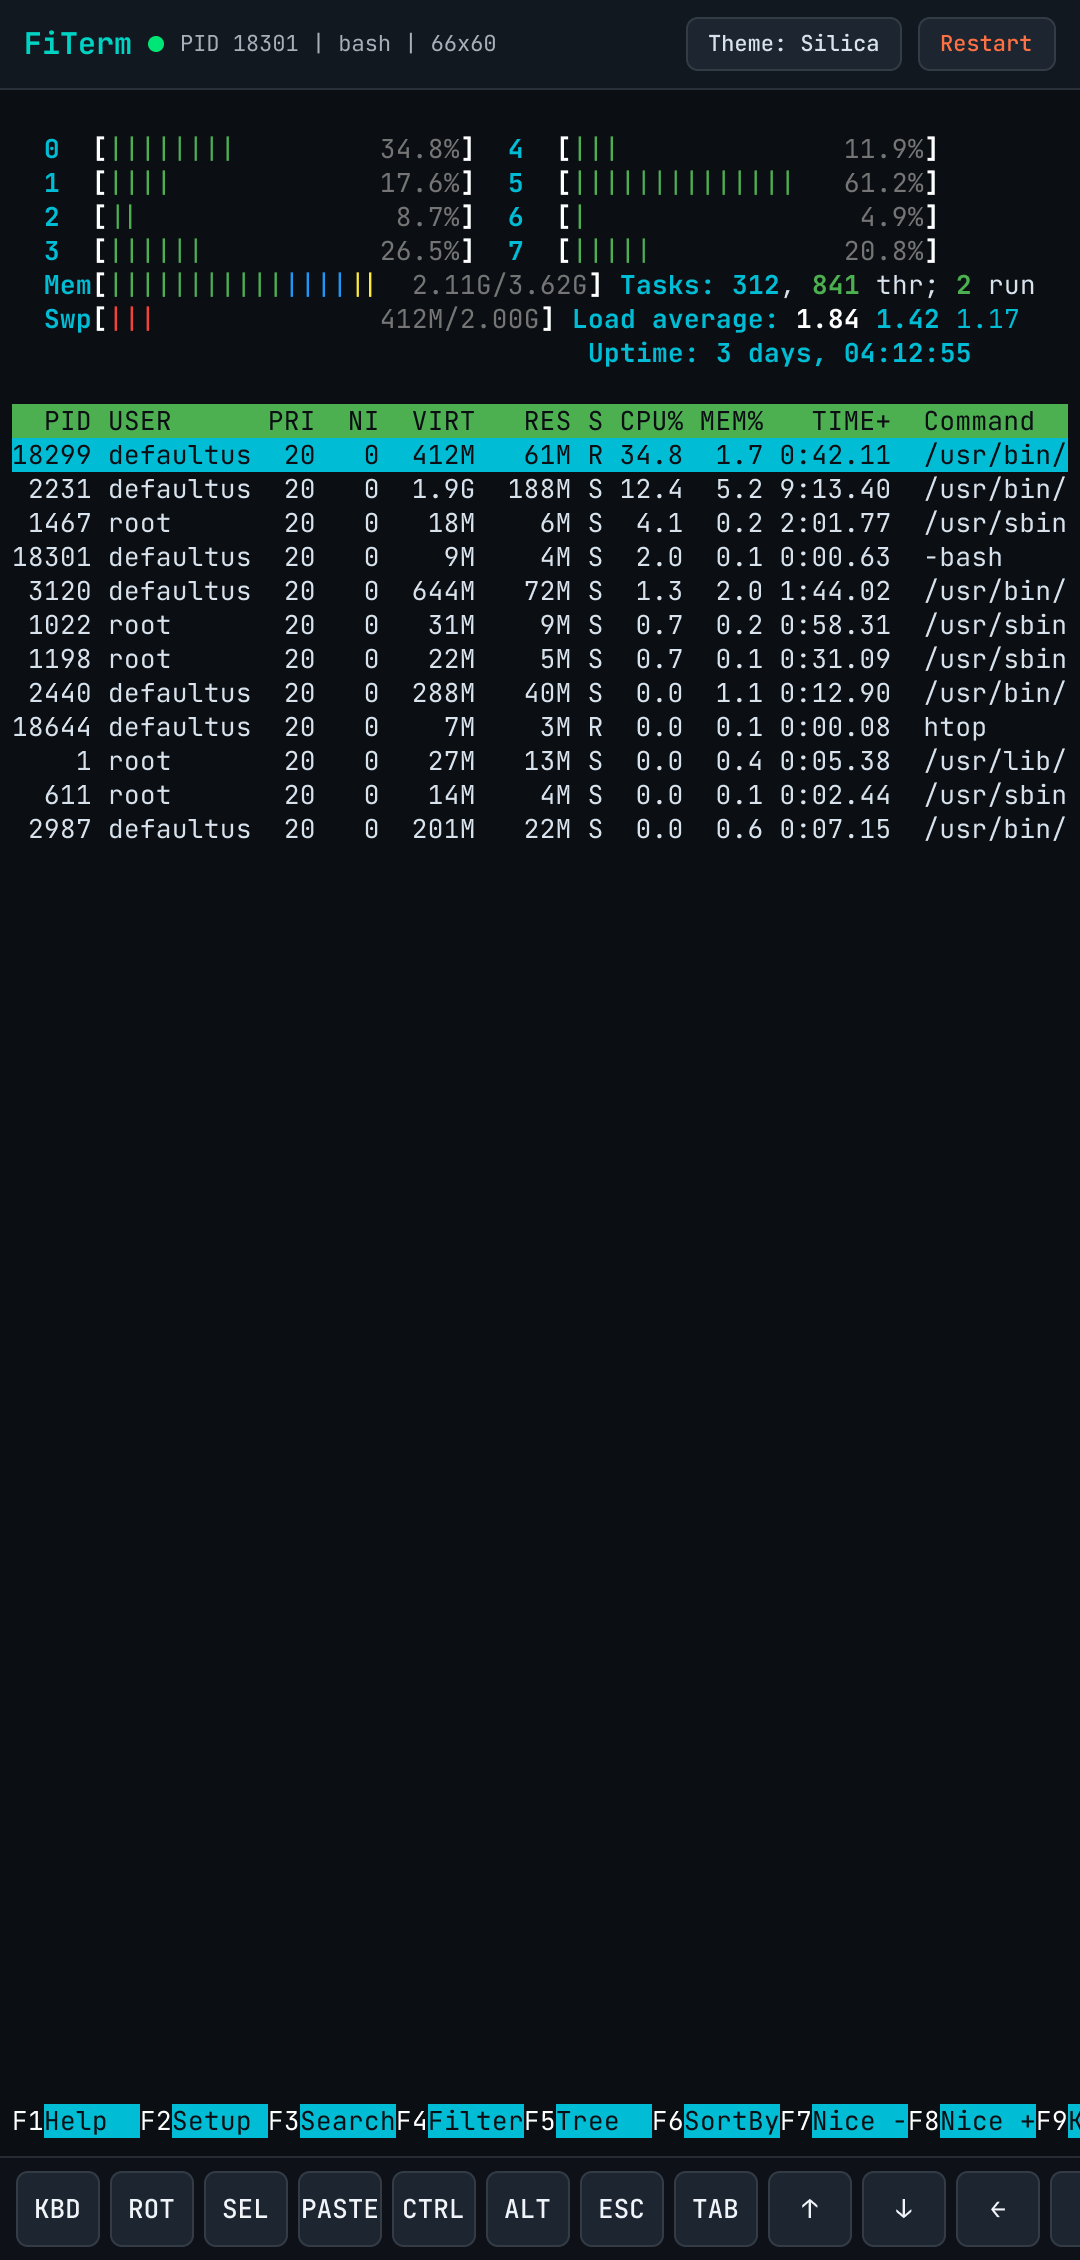 FiTerm ● PID 18301 | bash | 66x60 Theme: Silica Restart
0 [|||||||| 34.8%] 4 [||| 11.9%]
1 [|||| 17.6%] 5 [|||||||||||||| 61.2%]
2 [|| 8.7%] 6 [| 4.9%]
3 [|||||| 26.5%] 7 [||||| 20.8%]
Mem[||||||||||||||||| 2.11G/3.62G] Tasks: 312, 841 thr; 2 run
Swp[||| 412M/2.00G] Load average: 1.84 1.42 1.17
Uptime: 3 days, 04:12:55
PID USER PRI NI VIRT RES S CPU% MEM% TIME+ Command
18299 defaultus 20 0 412M 61M R 34.8 1.7 0:42.11 /usr/bin/
2231 defaultus 20 0 1.9G 188M S 12.4 5.2 9:13.40 /usr/bin/
1467 root 20 0 18M 6M S 4.1 0.2 2:01.77 /usr/sbin
18301 defaultus 20 0 9M 4M S 2.0 0.1 0:00.63 -bash
3120 defaultus 20 0 644M 72M S 1.3 2.0 1:44.02 /usr/bin/
1022 root 20 0 31M 9M S 0.7 0.2 0:58.31 /usr/sbin
1198 root 20 0 22M 5M S 0.7 0.1 0:31.09 /usr/sbin
2440 defaultus 20 0 288M 40M S 0.0 1.1 0:12.90 /usr/bin/
18644 defaultus 20 0 7M 3M R 0.0 0.1 0:00.08 htop
1 root 20 0 27M 13M S 0.0 0.4 0:05.38 /usr/lib/
611 root 20 0 14M 4M S 0.0 0.1 0:02.44 /usr/sbin
2987 defaultus 20 0 201M 22M S 0.0 0.6 0:07.15 /usr/bin/
F1Help F2Setup F3SearchF4FilterF5Tree F6SortByF7Nice -F8Nice +F9K
KBD ROT SEL PASTE CTRL ALT ESC TAB ↑ ↓ ←